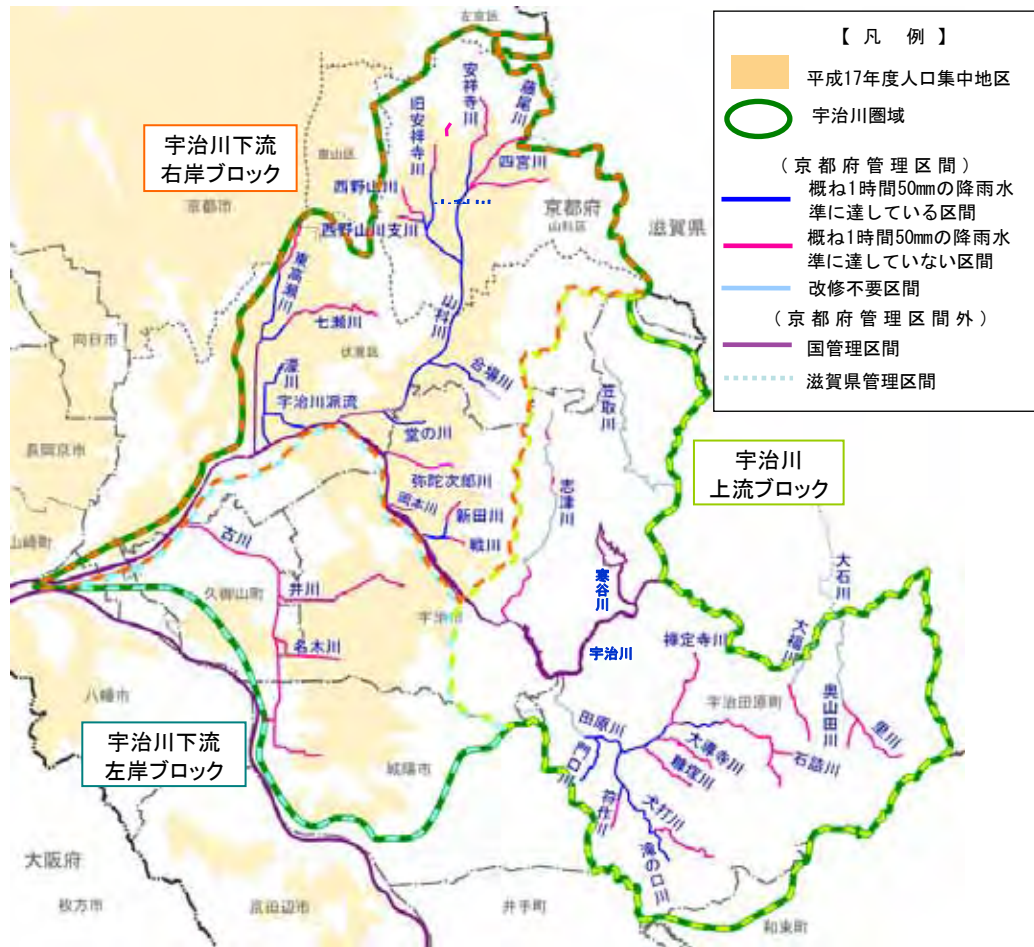 【 凡 例 】
平成17年度人口集中地区
宇治川圏域
（京都府管理区間）
概ね1時間50mmの降雨水
準に達している区間
概ね1時間50mmの降雨水
準に達していない区間
改修不要区間
（京都府管理区間外）
国管理区間
滋賀県管理区間
宇治川下流
右岸ブロック
宇治川
上流ブロック
宇治川下流
左岸ブロック
左京区
安祥寺川
藤尾川
旧安祥寺川
四宮川
東山区
西野山川
京都市
西野山川支川
京都府
山科区
滋賀県
東高瀬川
山科川
七瀬川
向日市
伏見区
合場川
濠川
宇治川派流
笠取川
堂の川
長岡京市
弥陀次郎川
志津川
新田川
戦川
古川
山崎町
大石川
井川
寒谷川
久御山町
宇治市
禅定寺川
大福川
名木川
宇治川
宇治田原町
奥山田川
八幡市
田原川
里川
大導寺川
門口川
石詰川
糠塚川
城陽市
符作川
犬打川
滝の口川
大阪府
枚方市
京田辺市
井手町
和束町